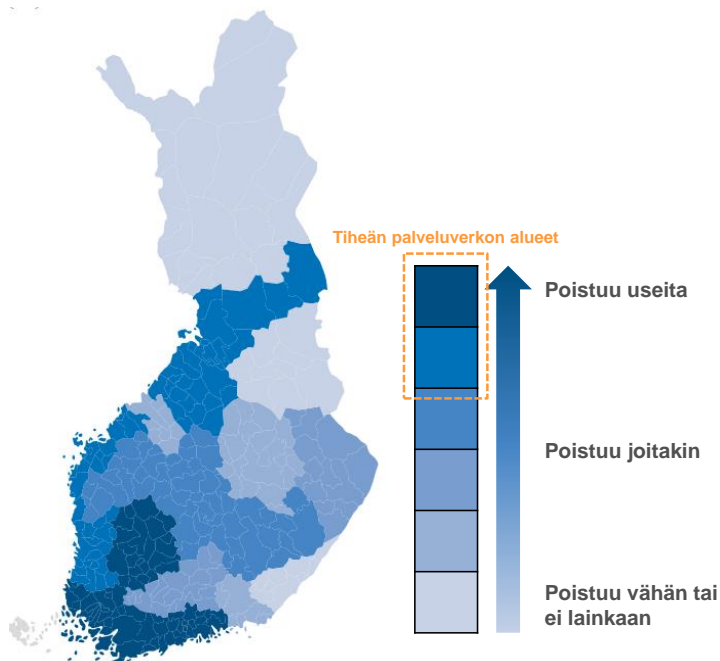 Tiheän palveluverkon alueet
Poistuu useita
Poistuu joitakin
Poistuu vähän tai
ei lainkaan